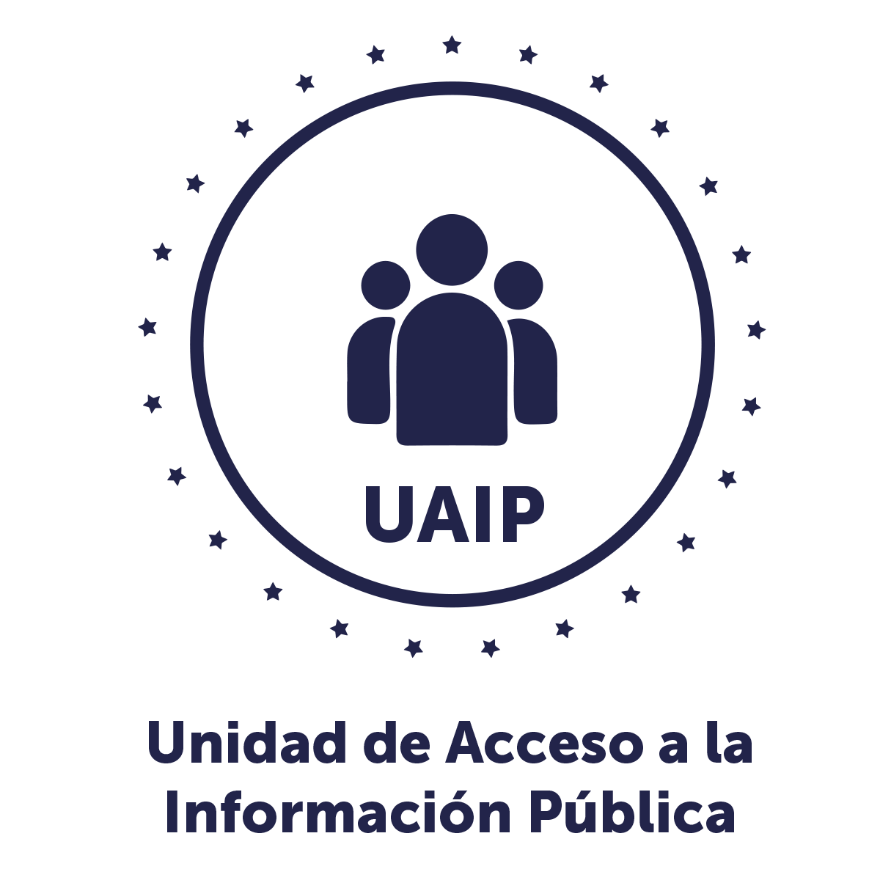 UAIP
Unidad de Acceso a la
Información Pública